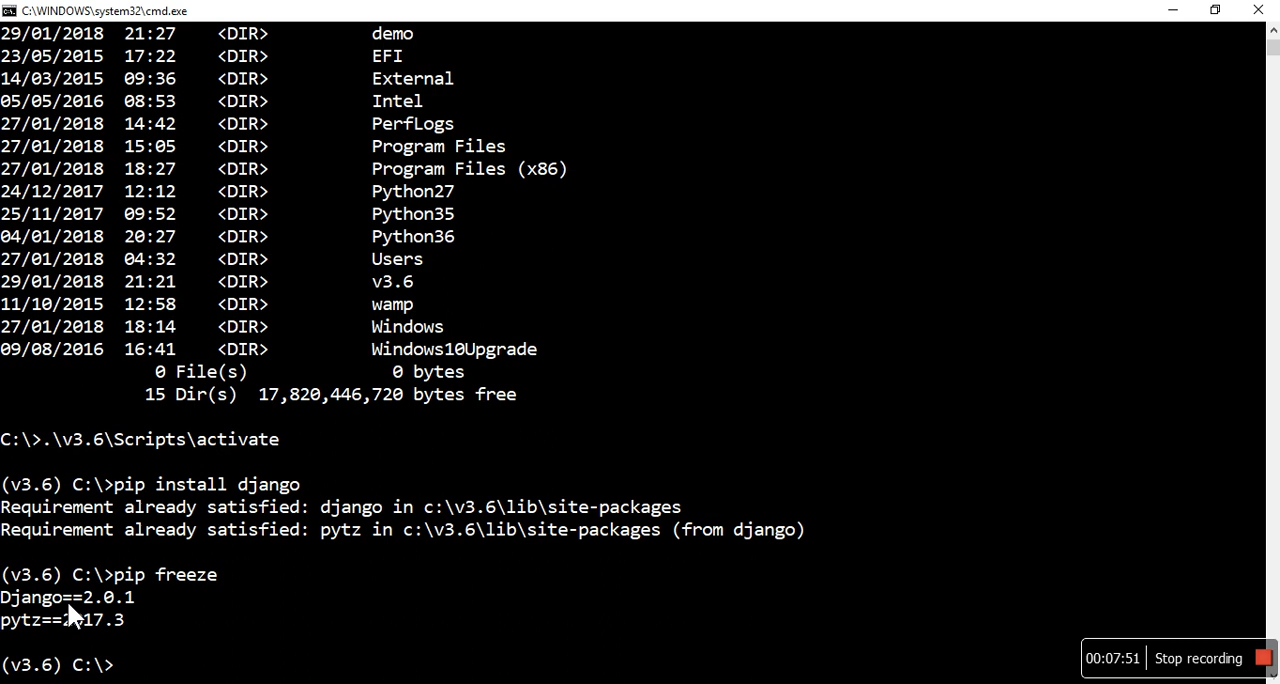 C:\WINDOWS\system32\cmd.exe
29/01/2018  21:27    <DIR>          demo
23/05/2015  17:22    <DIR>          EFI
14/03/2015  09:36    <DIR>          External
05/05/2016  08:53    <DIR>          Intel
27/01/2018  14:42    <DIR>          PerfLogs
27/01/2018  15:05    <DIR>          Program Files
27/01/2018  18:27    <DIR>          Program Files (x86)
24/12/2017  12:12    <DIR>          Python27
25/11/2017  09:52    <DIR>          Python35
04/01/2018  20:27    <DIR>          Python36
27/01/2018  04:32    <DIR>          Users
29/01/2018  21:21    <DIR>          v3.6
11/10/2015  12:58    <DIR>          wamp
27/01/2018  18:14    <DIR>          Windows
09/08/2016  16:41    <DIR>          Windows10Upgrade
0 File(s)              0 bytes
15 Dir(s)  17,820,446,720 bytes free
C:\>.\v3.6\Scripts\activate
(v3.6) C:\>pip install django
Requirement already satisfied: django in c:\v3.6\lib\site-packages
Requirement already satisfied: pytz in c:\v3.6\lib\site-packages (from django)
(v3.6) C:\>pip freeze
Django==2.0.1
(v3.6) C:\>
00:07:51 Stop recording